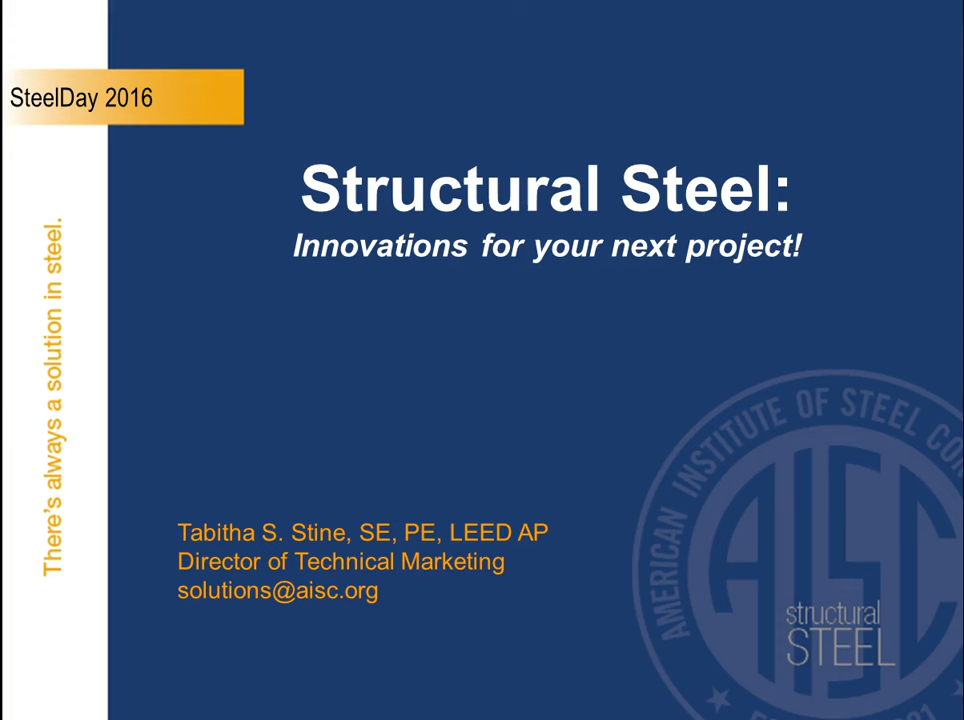 SteelDay 2016
Structural Steel:
Innovations for your next project!
There's always a solution in steel.
Tabitha S. Stine, SE, PE, LEED AP
Director of Technical Marketing
solutions@aisc.org
AMERICAN INSTITUTE OF STEEL
AISC
structural
STEEL